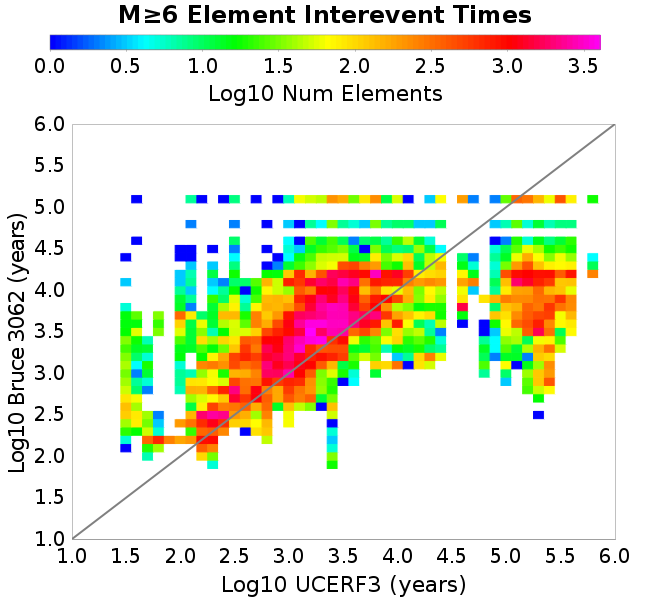 M≥6 Element Interevent Times
0.0 0.5 1.0 1.5 2.0 2.5 3.0 3.5
Log10 Num Elements
6.0
5.5
5.0
4.5
4.0
3.5
3.0
2.5
2.0
1.5
1.0
Log10 Bruce 3062 (years)
1.0 1.5 2.0 2.5 3.0 3.5 4.0 4.5 5.0 5.5 6.0
Log10 UCERF3 (years)